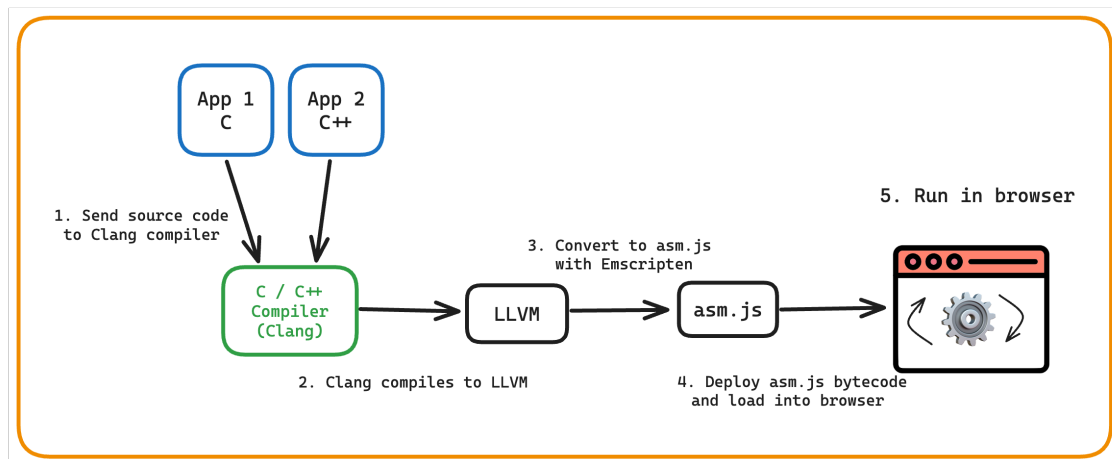 App 1
C
App 2
C++
1. Send source code
to Clang compiler
C / C++
Compiler
(Clang)
2. Clang compiles to LLVM
LLVM
3. Convert to asm.js
with Emscripten
asm.js
4. Deploy asm.js bytecode
and load into browser
5. Run in browser